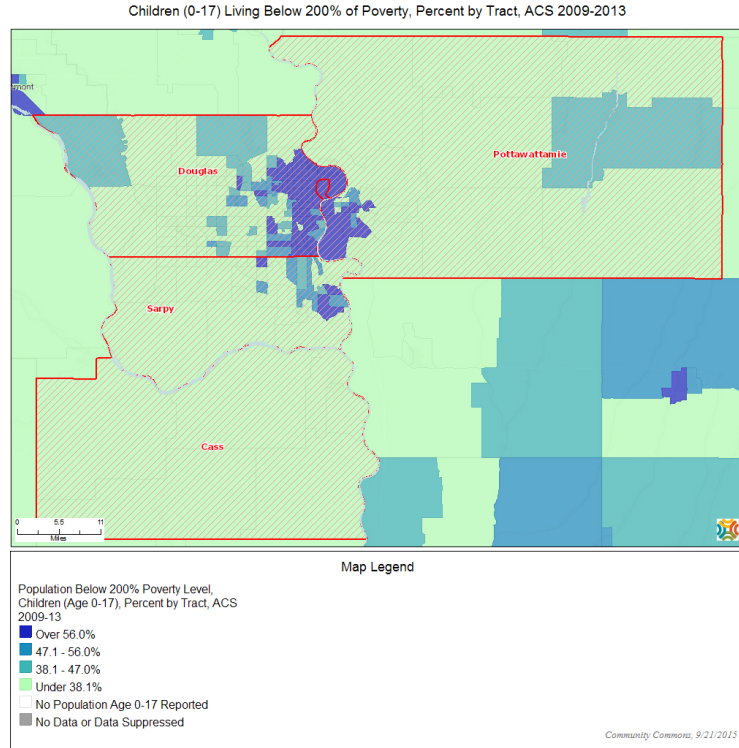 Children (0-17) Living Below 200% of Poverty, Percent by Tract, ACS 2009-2013
mont
Pottawattamie
Douglas
Sarpy
Cass
0 5.5 11
Miles
Map Legend
Population Below 200% Poverty Level,
Children (Age 0-17), Percent by Tract, ACS
2009-13
Over 56.0%
47.1 - 56.0%
38.1 - 47.0%
Under 38.1%
No Population Age 0-17 Reported
No Data or Data Suppressed
Community Commons, 9/21/2015